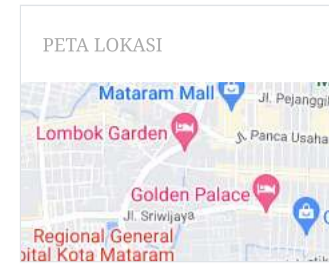 PETA LOKASI
Mataram Mall
Jl. Pejanggi
Lombok Garden
Jl. Panca Usaha
Golden Palace
Jl. Sriwijaya
Regional General
pital Kota Mataram